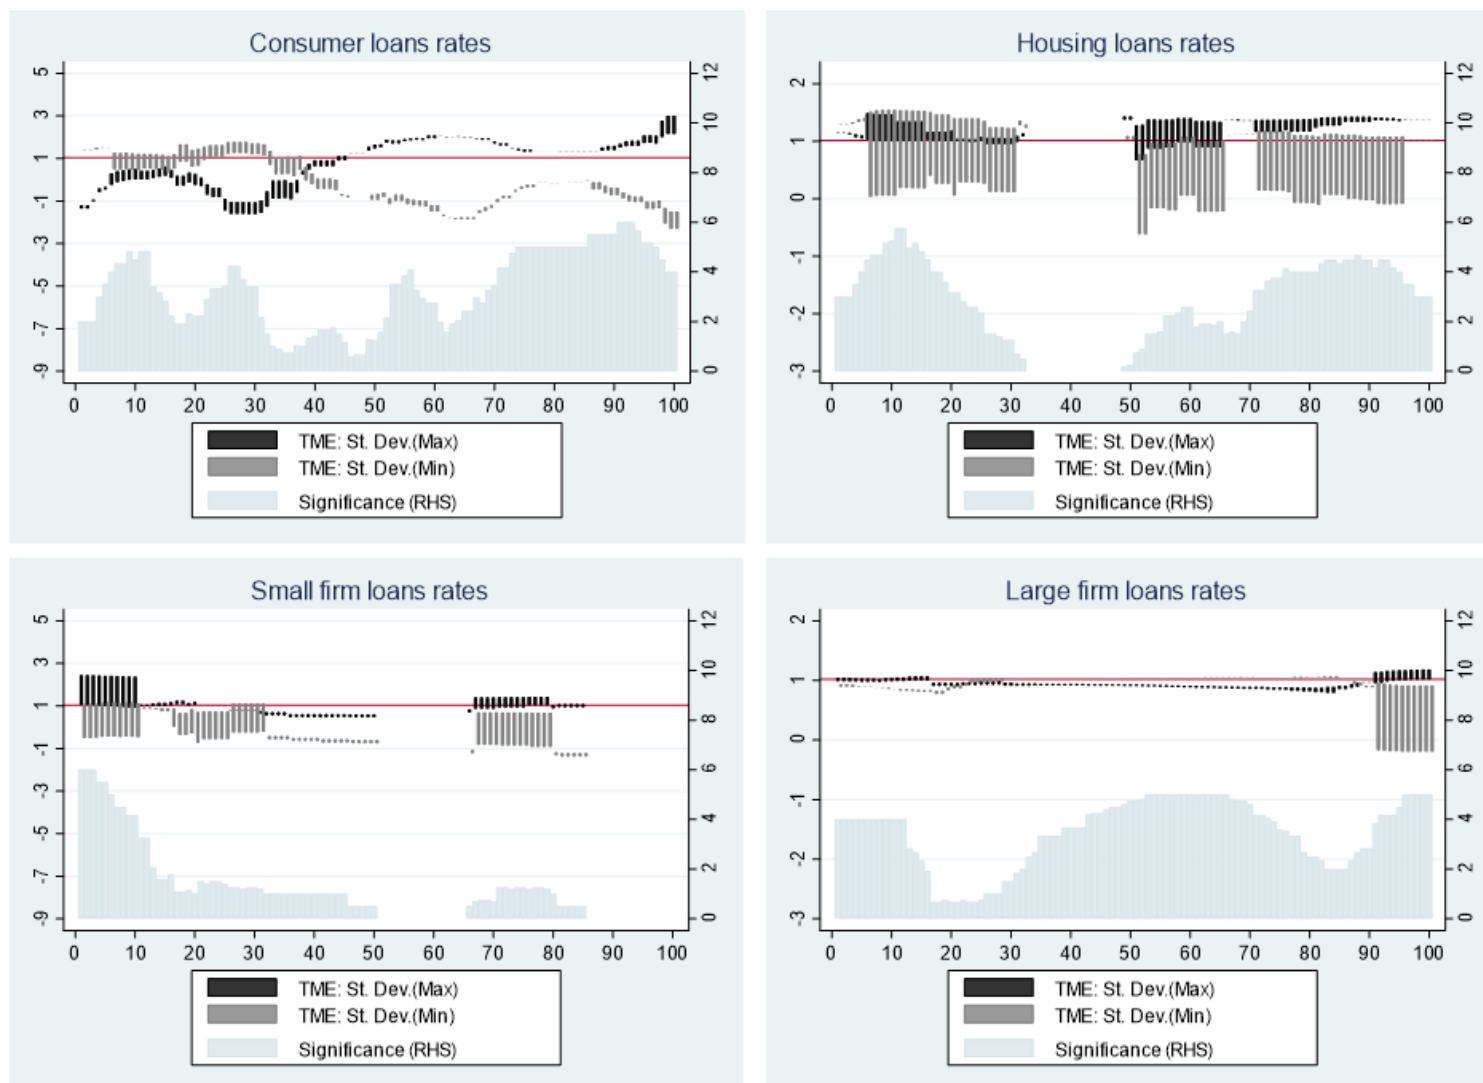 Consumer loans rates
5
3
1
-1
-3
-5
-7
-9
12
10
8
6
4
2
0
0 10 20 30 40 50 60 70 80 90 100
TME: St. Dev.(Max)
TME: St. Dev.(Min)
Significance (RHS)
Housing loans rates
2
1
0
-1
-2
-3
12
10
8
6
4
2
0
0 10 20 30 40 50 60 70 80 90 100
TME: St. Dev.(Max)
TME: St. Dev.(Min)
Significance (RHS)
Small firm loans rates
5
3
1
-1
-3
-5
-7
-9
12
10
8
6
4
2
0
0 10 20 30 40 50 60 70 80 90 100
TME: St. Dev.(Max)
TME: St. Dev.(Min)
Significance (RHS)
Large firm loans rates
2
1
0
-1
-2
-3
12
10
8
6
4
2
0
0 10 20 30 40 50 60 70 80 90 100
TME: St. Dev.(Max)
TME: St. Dev.(Min)
Significance (RHS)